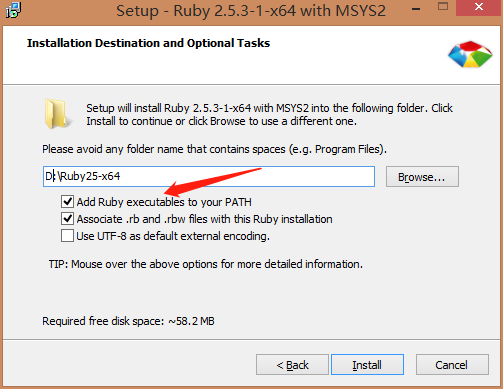 Setup - Ruby 2.5.3-1-x64 with MSYS2
Installation Destination and Optional Tasks
Setup will install Ruby 2.5.3-1-x64 with MSYS2 into the following folder. Click
Install to continue or click Browse to use a different one.
Please avoid any folder name that contains spaces (e.g. Program Files).
D:\Ruby25-x64
Browse...
Add Ruby executables to your PATH
Associate .rb and .rbw files with this Ruby installation
Use UTF-8 as default external encoding.
TIP: Mouse over the above options for more detailed information.
Required free disk space: ~58.2 MB
< Back
Install
Cancel